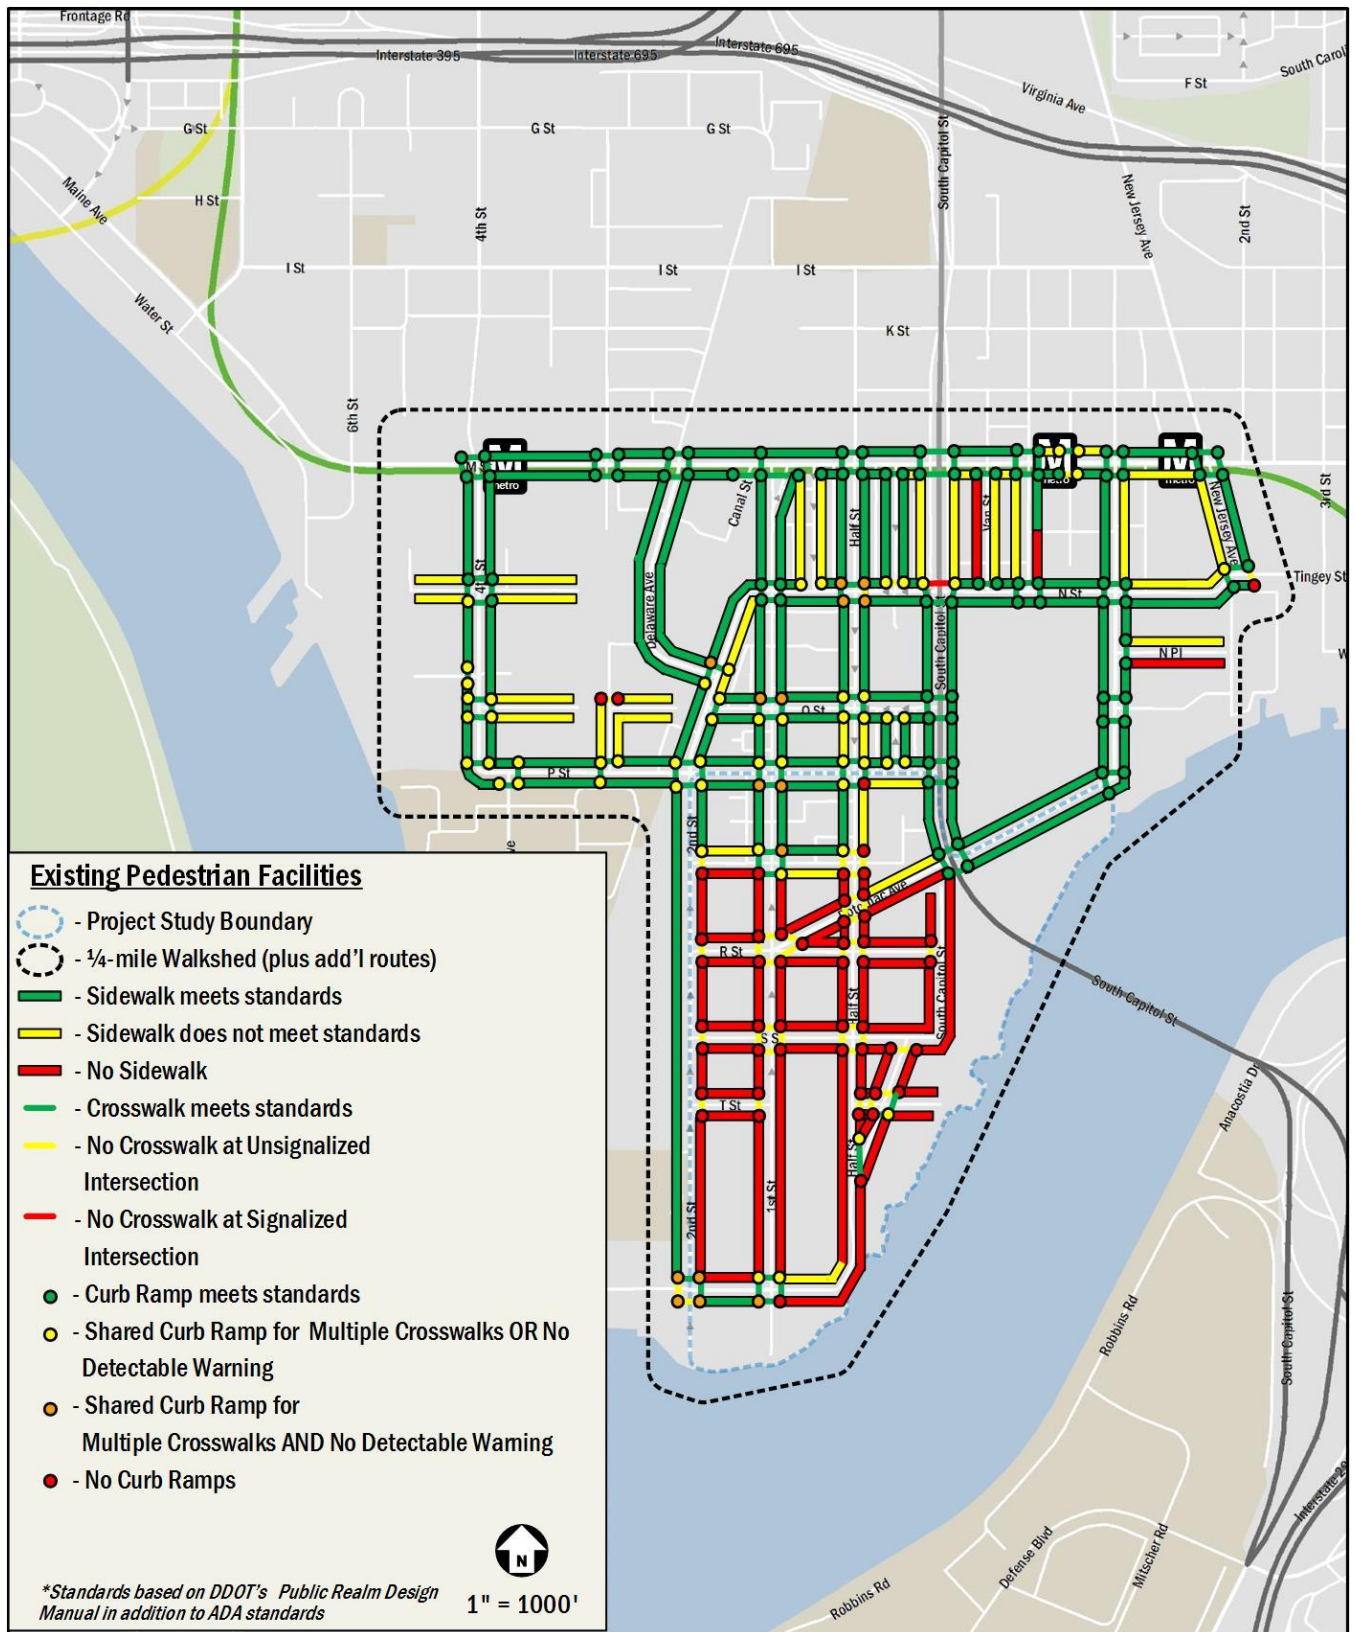 Frontage Rd
Interstate 395
Interstate 695
Interstate 695
South Caroli
F St
Virginia Ave
G St
G St
G St
South Capitol St
New Jersey Ave
Maine Ave
H St
4th St
2nd St
I St
I St
I St
Water St
K St
6th St
M S
metro
metro
metro
Canal St
Half St
Van St
New Jersey Ave
3rd St
4th St
Delaware Ave
N St
Tingey St
South Capitol
N Pl
W
O St
P St
2nd St
ve
Existing Pedestrian Facilities
- Project Study Boundary
- ¼-mile Walkshed (plus add'l routes)
- Sidewalk meets standards
- Sidewalk does not meet standards
- No Sidewalk
- Crosswalk meets standards
- No Crosswalk at Unsignalized
Intersection
- No Crosswalk at Signalized
Intersection
- Curb Ramp meets standards
- Shared Curb Ramp for Multiple Crosswalks OR No
Detectable Warning
- Shared Curb Ramp for
Multiple Crosswalks AND No Detectable Warning
- No Curb Ramps
N
*Standards based on DDOT's Public Realm Design
Manual in addition to ADA standards
1" = 1000'
R St
Half St
South Capitol St
South Capitol St
S S
T St
Half St
1st St
2nd St
Anacostia Dr
Robbins Rd
South Capitol St
Defense Blvd
Mitscher Rd
Robbins Rd